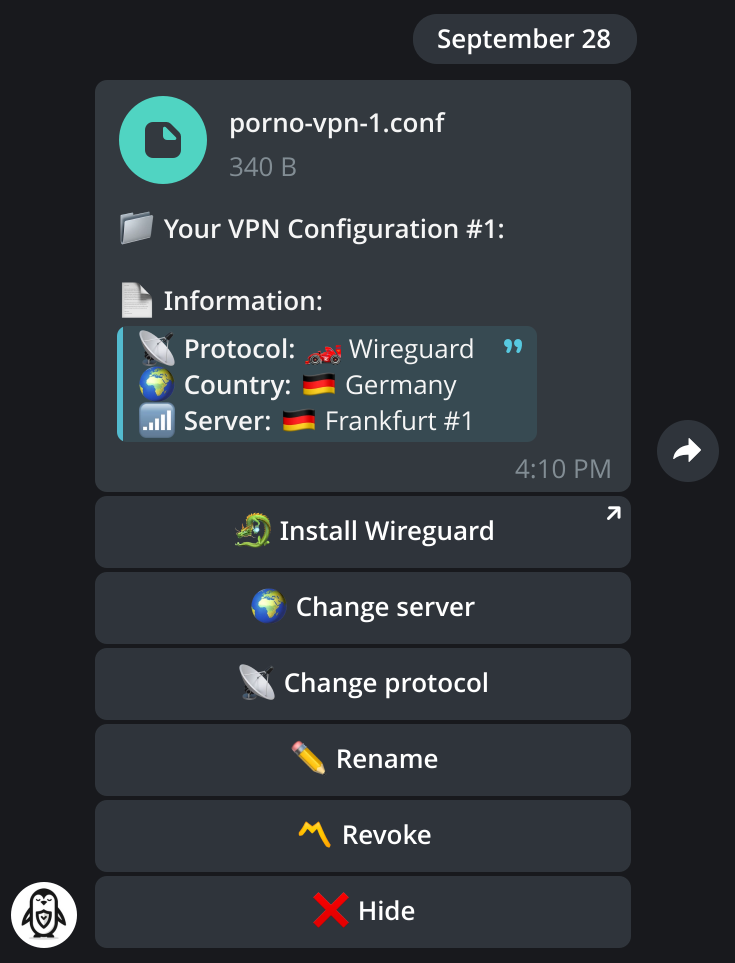 September 28
porno-vpn-1.conf
340 B
Your VPN Configuration #1:
Information:
Protocol: Wireguard
Country: Germany
Server: Frankfurt #1
4:10 PM
Install Wireguard
Change server
Change protocol
Rename
Revoke
Hide